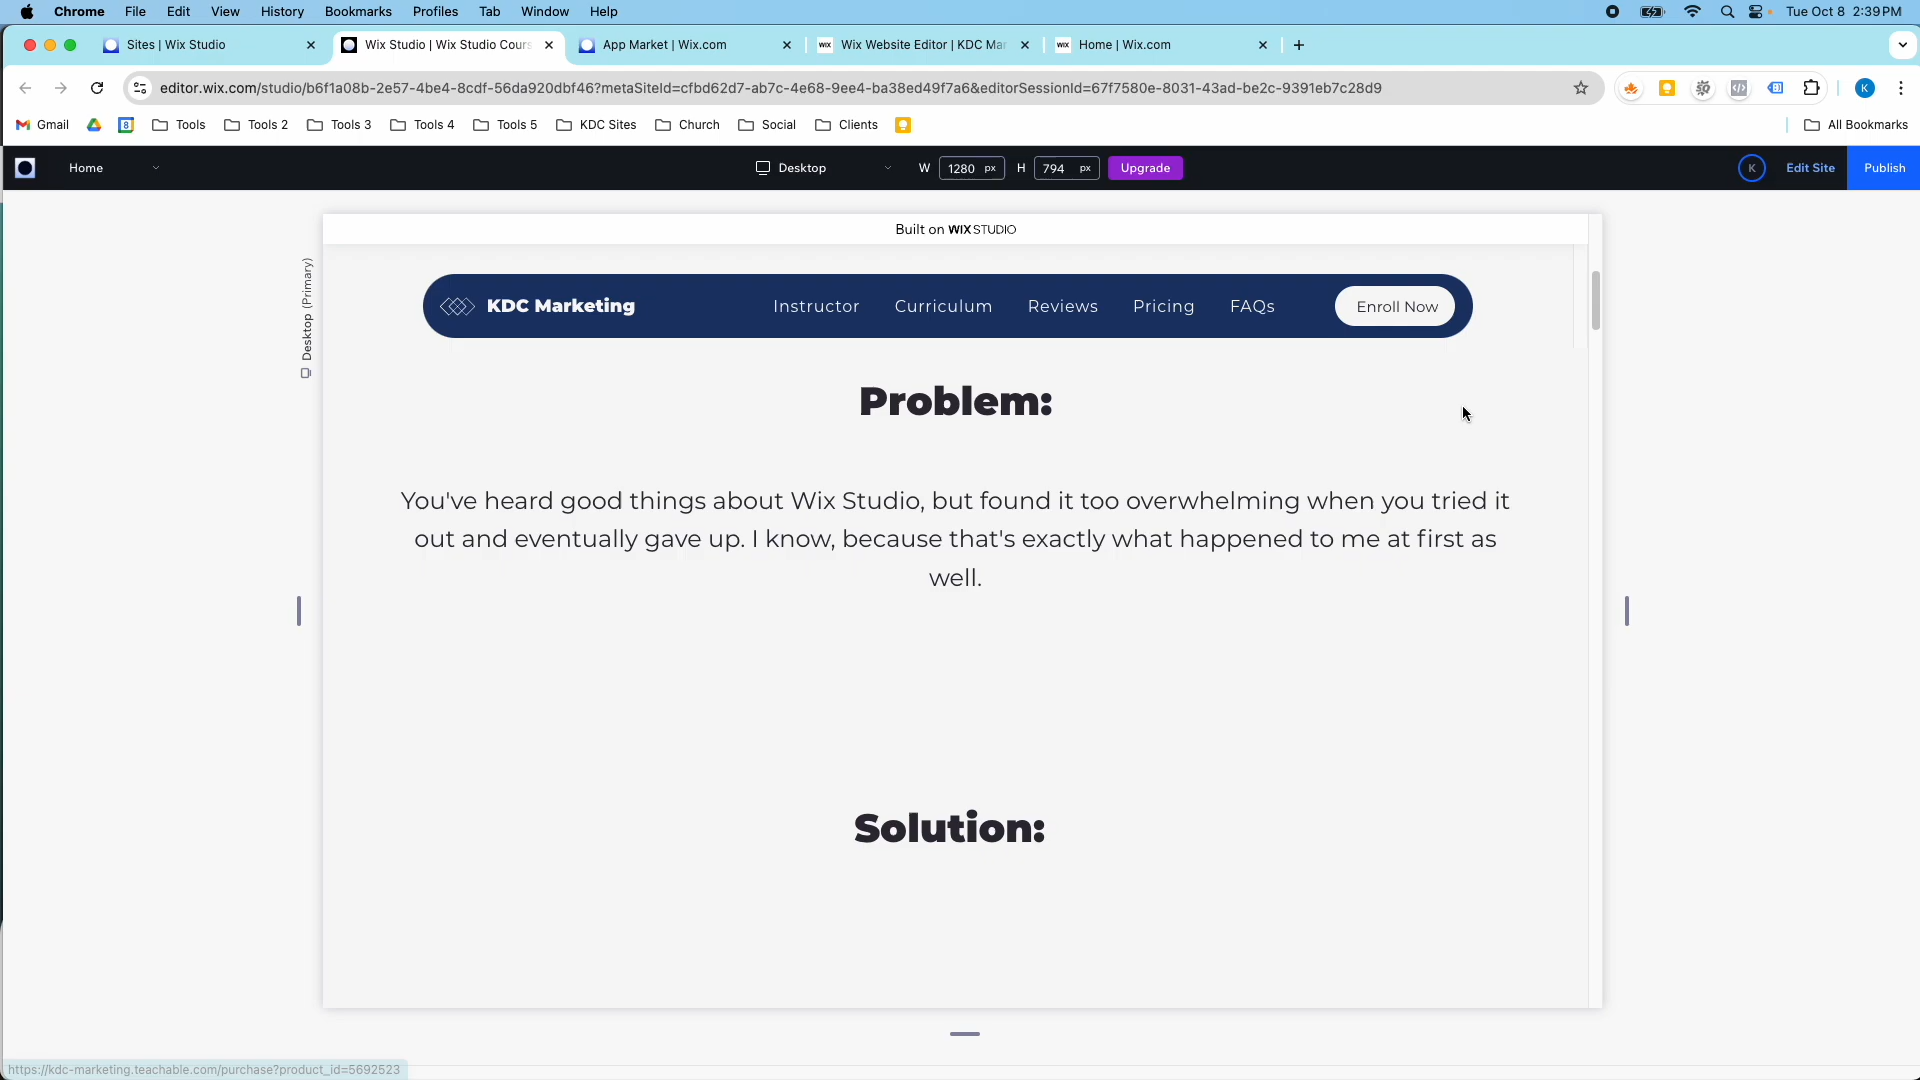 Chrome File Edit View History Bookmarks Profiles Tab Window Help Tue Oct 8 2:39 PM
Sites | Wix Studio Wix Studio | Wix Studio Cours App Market | Wix.com WIX Wix Website Editor | KDC Mar WIX Home | Wix.com
editor.wix.com/studio/b6f1a08b-2e57-4be4-8cdf-56da920dbf46?metaSiteId=cfbd62d7-ab7c-4e68-9ee4-ba38ed49f7a6&editorSessionId=67f7580e-8031-43ad-be2c-9391eb7c28d9 K
Gmail 8 Tools Tools 2 Tools 3 Tools 4 Tools 5 KDC Sites Church Social Clients All Bookmarks
Home Desktop W 1280 px H 794 px Upgrade K Edit Site Publish
Built on WIX STUDIO
Desktop (Primary)
KDC Marketing Instructor Curriculum Reviews Pricing FAQs Enroll Now
Problem:
You've heard good things about Wix Studio, but found it too overwhelming when you tried it
out and eventually gave up. I know, because that's exactly what happened to me at first as
well.
Solution:
https://kdc-marketing.teachable.com/purchase?product_id=5692523